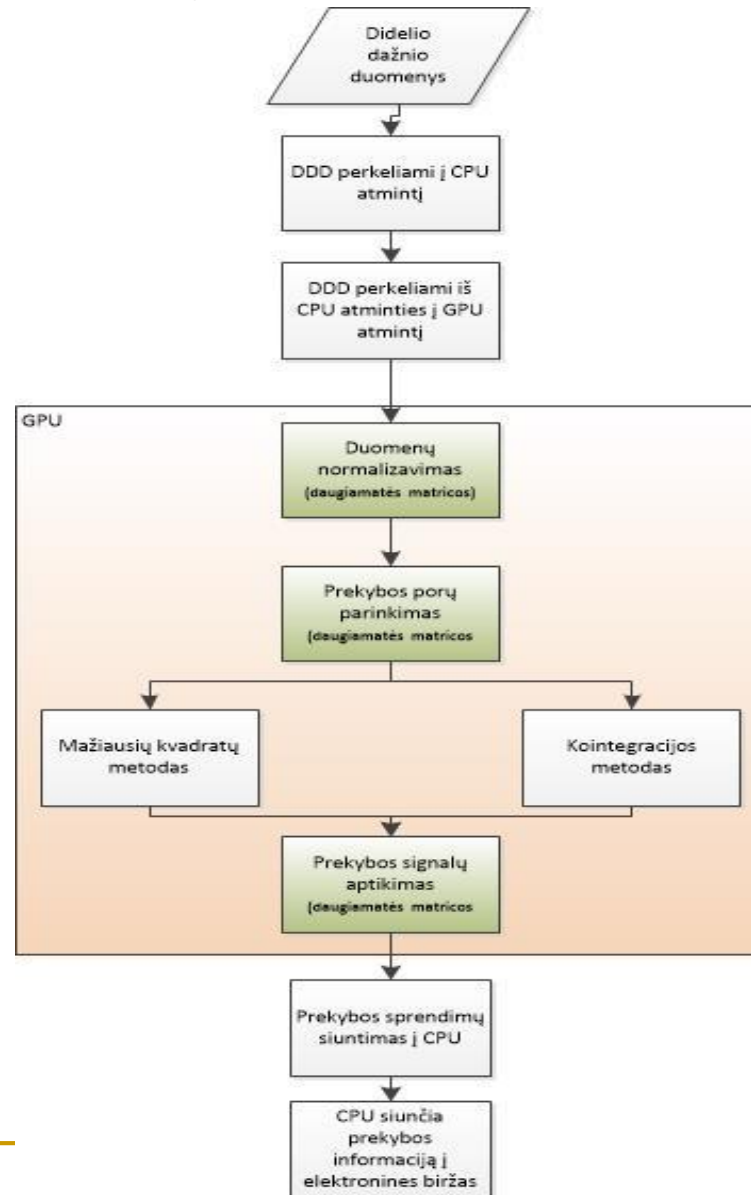 Didelio
dažnio
duomenys
DDD perkeliami į CPU
atmintį
DDD perkeliami iš
CPU atminties į GPU
atmintį
GPU
Duomenų
normalizavimas
(daugiamatės matricos)
Prekybos porų
parinkimas
(daugiamatės matricos
Mažiausių kvadratų
metodas
Kointegracijos
metodas
Prekybos signalų
aptikimas
(daugiamatės matricos
Prekybos sprendimų
siuntimas į CPU
CPU siunčia
prekybos
informaciją į
elektronines biržas